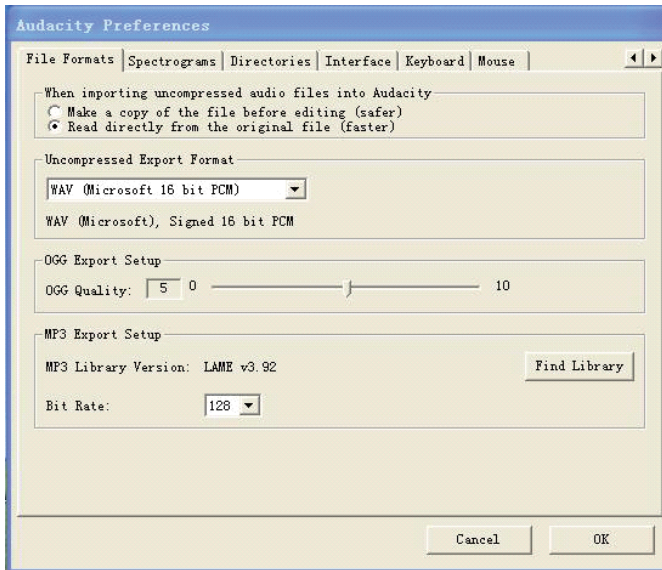 Audacity Preferences
File Formats Spectrograms Directories Interface Keyboard Mouse
When importing uncompressed audio files into Audacity
Make a copy of the file before editing (safer)
Read directly from the original file (faster)
Uncompressed Export Format
WAV (Microsoft 16 bit PCM)
WAV (Microsoft), Signed 16 bit PCM
OGG Export Setup
OGG Quality: 5 0 10
MP3 Export Setup
MP3 Library Version: LAME v3.92 Find Library
Bit Rate: 128
Cancel OK